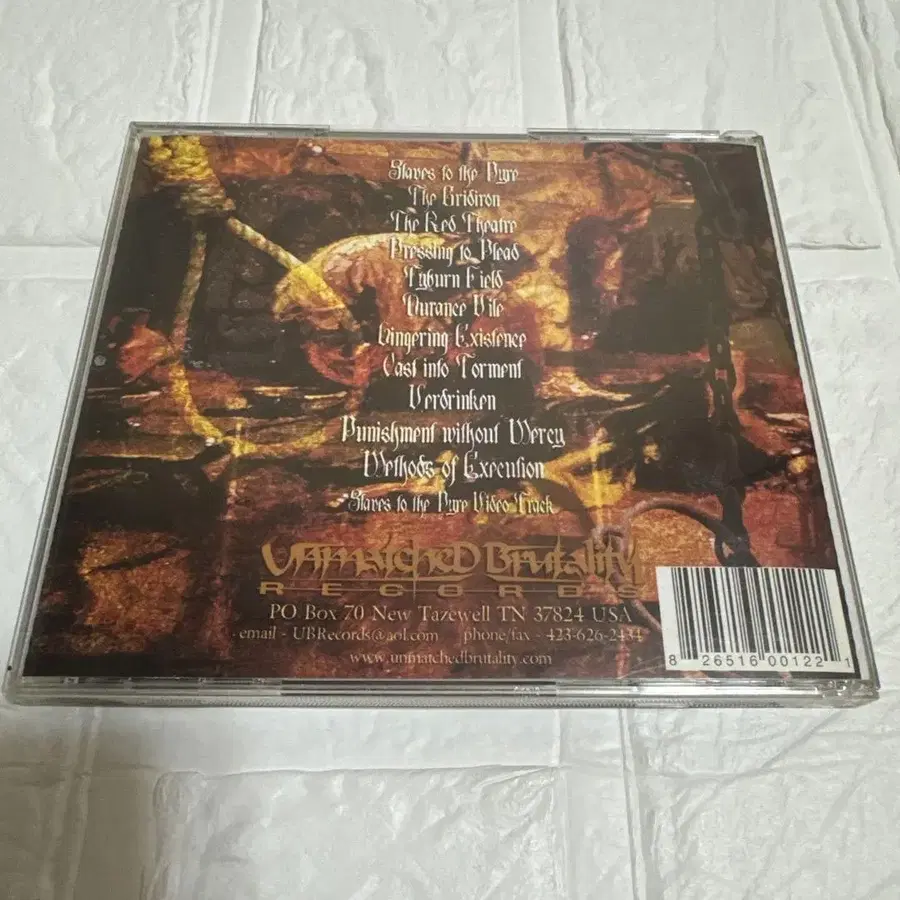 Slaves to the Pyre
The Gridiron
The Red Theatre
Pressing to Plead
Tyburn Field
Durance Vile
Lingering Existence
Cast into Torment
Verdrinken
Punishment without Mercy
Methods of Execution
Slaves to the Pyre Video Track
Unmatched Brutality
RECORDS
PO Box 70 New Tazewell TN 37824 USA
email - UBRecords@aol.com phone/fax - 423-626-2434
www.unmatchedbrutality.com
8 26516 00122 1